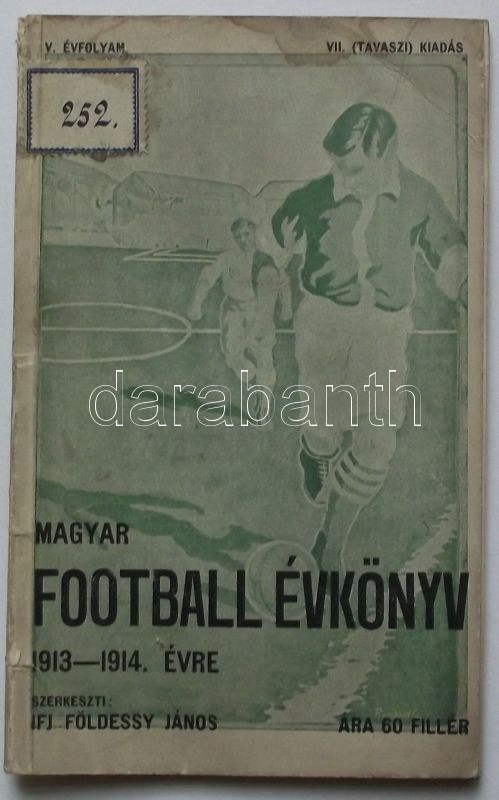 V. ÉVFOLYAM
VII. (TAVASZI) KIADÁS
252.
darabanth
MAGYAR
FOOTBALL ÉVKÖNYV
1913—1914. ÉVRE
SZERKESZTI:
IFJ FÖLDESSY JÁNOS
ÁRA 60 FILLÉR